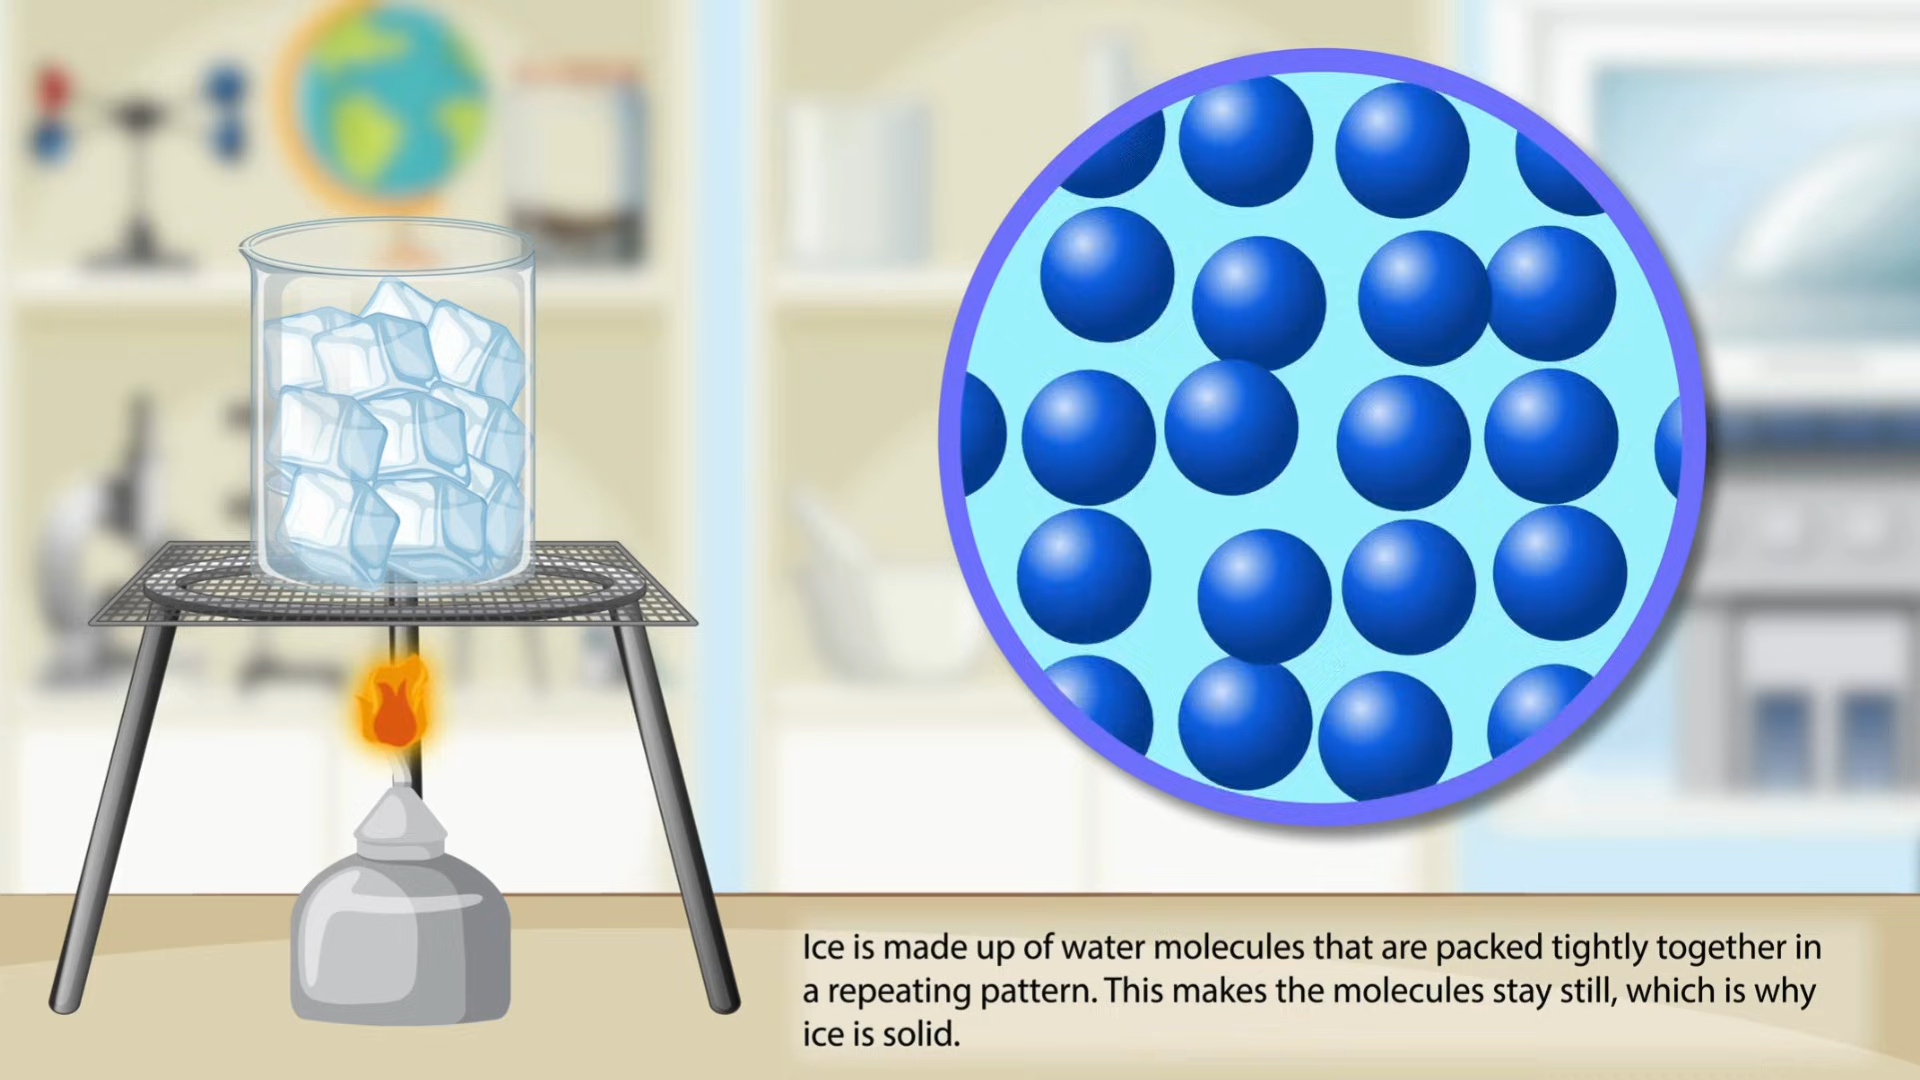 Ice is made up of water molecules that are packed tightly together in
a repeating pattern. This makes the molecules stay still, which is why
ice is solid.